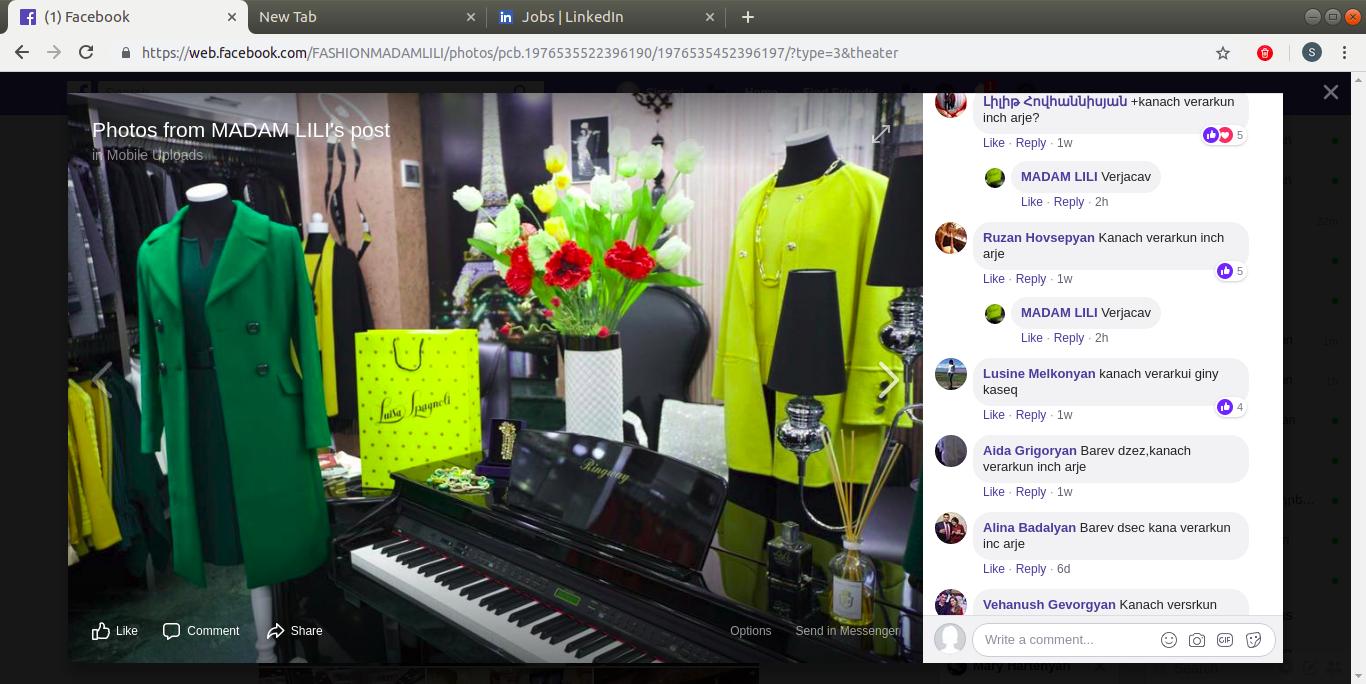 (1) Facebook
New Tab
Jobs | LinkedIn
https://web.facebook.com/FASHIONMADAMLILI/photos/pcb.1976535522396190/1976535452396197/?type=3&theater
S
Photos from MADAM LILI's post
in Mobile Uploads
Luisa Spagnoli
Ringway
Like
Comment
Share
Options
Send in Messenger
Լիլիթ Հովհաննիսյան +kanach verarkun
inch arje?
5
Like · Reply · 1w
MADAM LILI Verjacav
Like · Reply · 2h
Ruzan Hovsepyan Kanach verarkun inch
arje
5
Like · Reply · 1w
MADAM LILI Verjacav
Like · Reply · 2h
Lusine Melkonyan kanach verarkui giny
kaseq
4
Like · Reply · 1w
Aida Grigoryan Barev dzez,kanach
verarkun inch arje
Like · Reply · 1w
Alina Badalyan Barev dsec kana verarkun
inc arje
Like · Reply · 6d
Vehanush Gevorgyan Kanach versrkun
Write a comment...
GIF
Mary Hartenyan